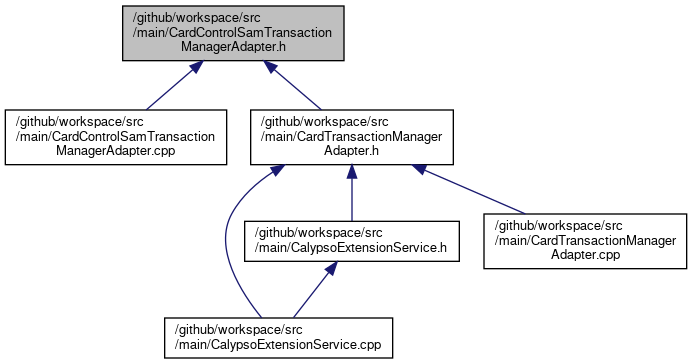 /github/workspace/src
/main/CardControlSamTransaction
ManagerAdapter.h
/github/workspace/src
/main/CardControlSamTransaction
ManagerAdapter.cpp
/github/workspace/src
/main/CardTransactionManager
Adapter.h
/github/workspace/src
/main/CalypsoExtensionService.h
/github/workspace/src
/main/CardTransactionManager
Adapter.cpp
/github/workspace/src
/main/CalypsoExtensionService.cpp